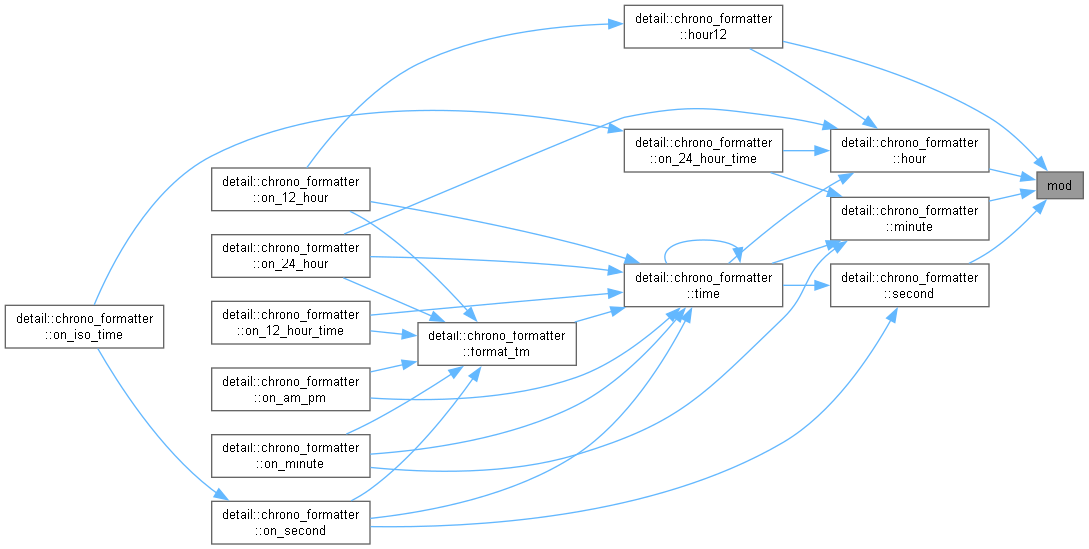 detail::chrono_formatter
::hour12
detail::chrono_formatter
::on_24_hour_time
detail::chrono_formatter
::hour
detail::chrono_formatter
::on_12_hour
mod
detail::chrono_formatter
::minute
detail::chrono_formatter
::on_24_hour
detail::chrono_formatter
::time
detail::chrono_formatter
::second
detail::chrono_formatter
::on_iso_time
detail::chrono_formatter
::on_12_hour_time
detail::chrono_formatter
::format_tm
detail::chrono_formatter
::on_am_pm
detail::chrono_formatter
::on_minute
detail::chrono_formatter
::on_second